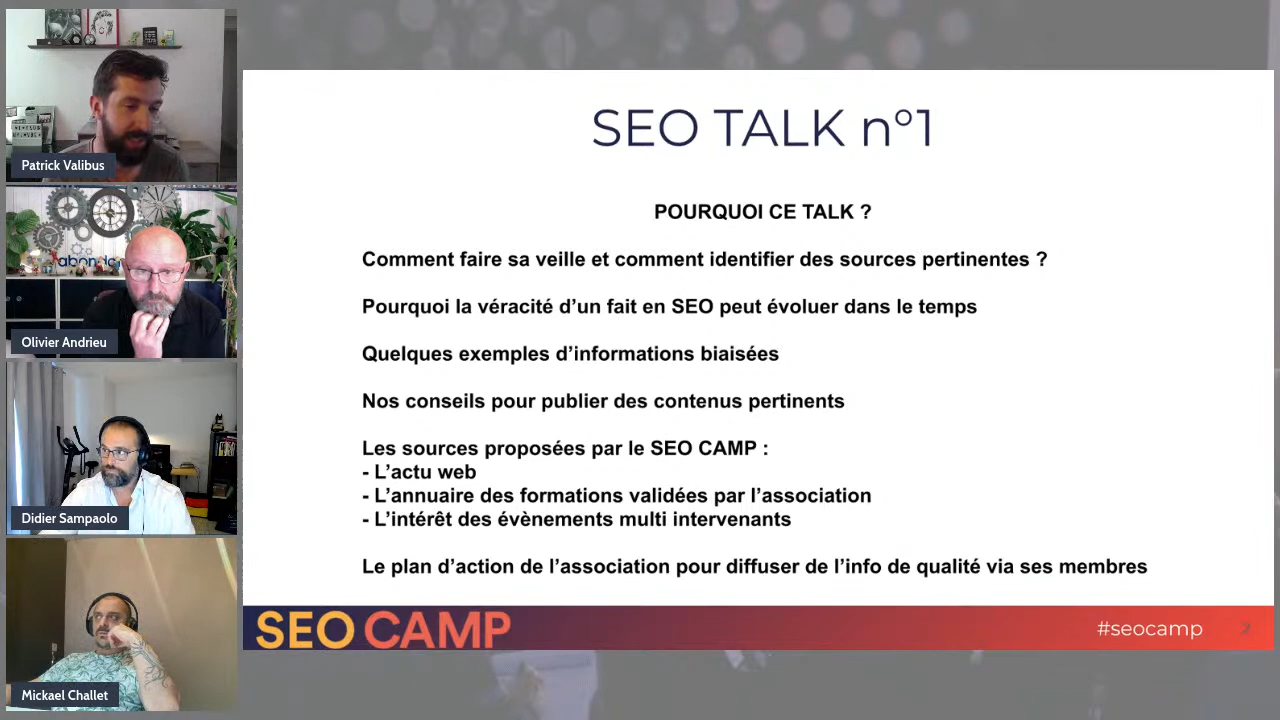 Patrick Valibus
Olivier Andrieu
Didier Sampaolo
Mickael Challet
SEO TALK n°1
POURQUOI CE TALK ?
Comment faire sa veille et comment identifier des sources pertinentes ?
Pourquoi la véracité d’un fait en SEO peut évoluer dans le temps
Quelques exemples d’informations biaisées
Nos conseils pour publier des contenus pertinents
Les sources proposées par le SEO CAMP :
- L’actu web
- L’annuaire des formations validées par l’association
- L’intérêt des évènements multi intervenants
Le plan d’action de l’association pour diffuser de l’info de qualité via ses membres
SEO CAMP
#seocamp
2